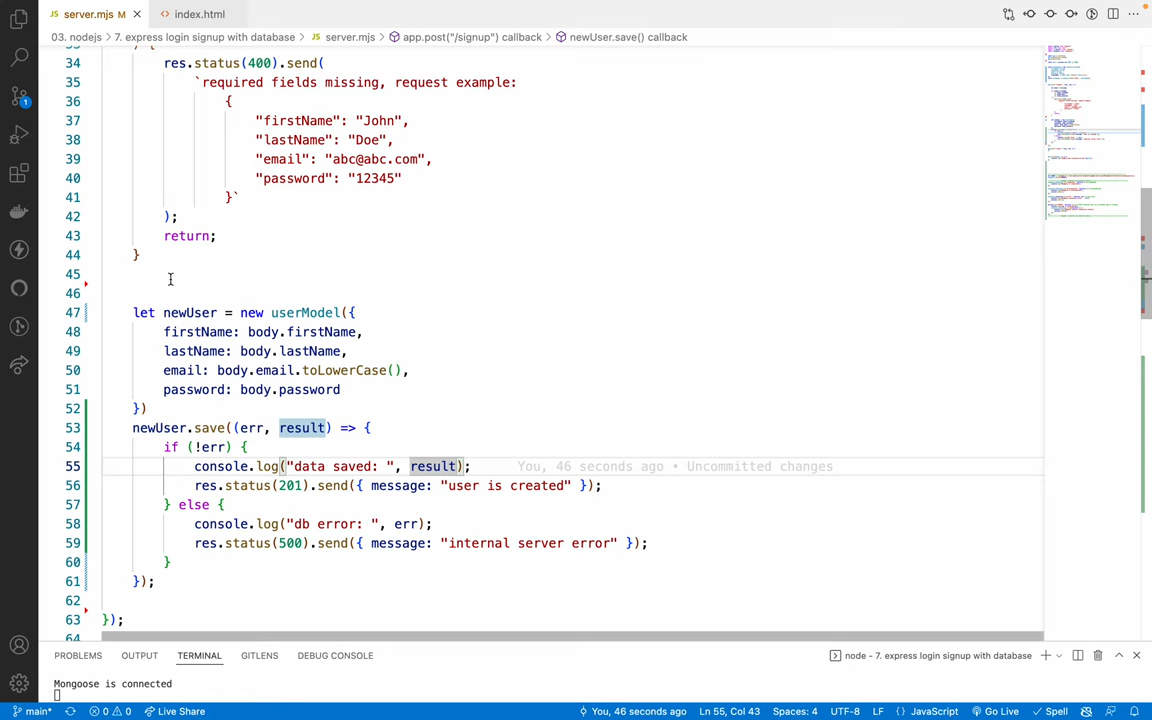 server.mjs M
index.html
03. nodejs > 7. express login signup with database > server.mjs > app.post("/signup") callback > newUser.save() callback
34 res.status(400).send(
35 `required fields missing, request example:
36 {
37 "firstName": "John",
38 "lastName": "Doe",
39 "email": "abc@abc.com",
40 "password": "12345"
41 }`
42 );
43 return;
44 }
45
46
47 let newUser = new userModel({
48 firstName: body.firstName,
49 lastName: body.lastName,
50 email: body.email.toLowerCase(),
51 password: body.password
52 })
53 newUser.save((err, result) => {
54 if (!err) {
55 console.log("data saved: ", result); You, 46 seconds ago • Uncommitted changes
56 res.status(201).send({ message: "user is created" });
57 } else {
58 console.log("db error: ", err);
59 res.status(500).send({ message: "internal server error" });
60 }
61 });
62
63 });
64
PROBLEMS OUTPUT TERMINAL GITLENS DEBUG CONSOLE node - 7. express login signup with database
Mongoose is connected
main* 0 0 Live Share You, 46 seconds ago Ln 55, Col 43 Spaces: 4 UTF-8 LF {} JavaScript Go Live Spell
1